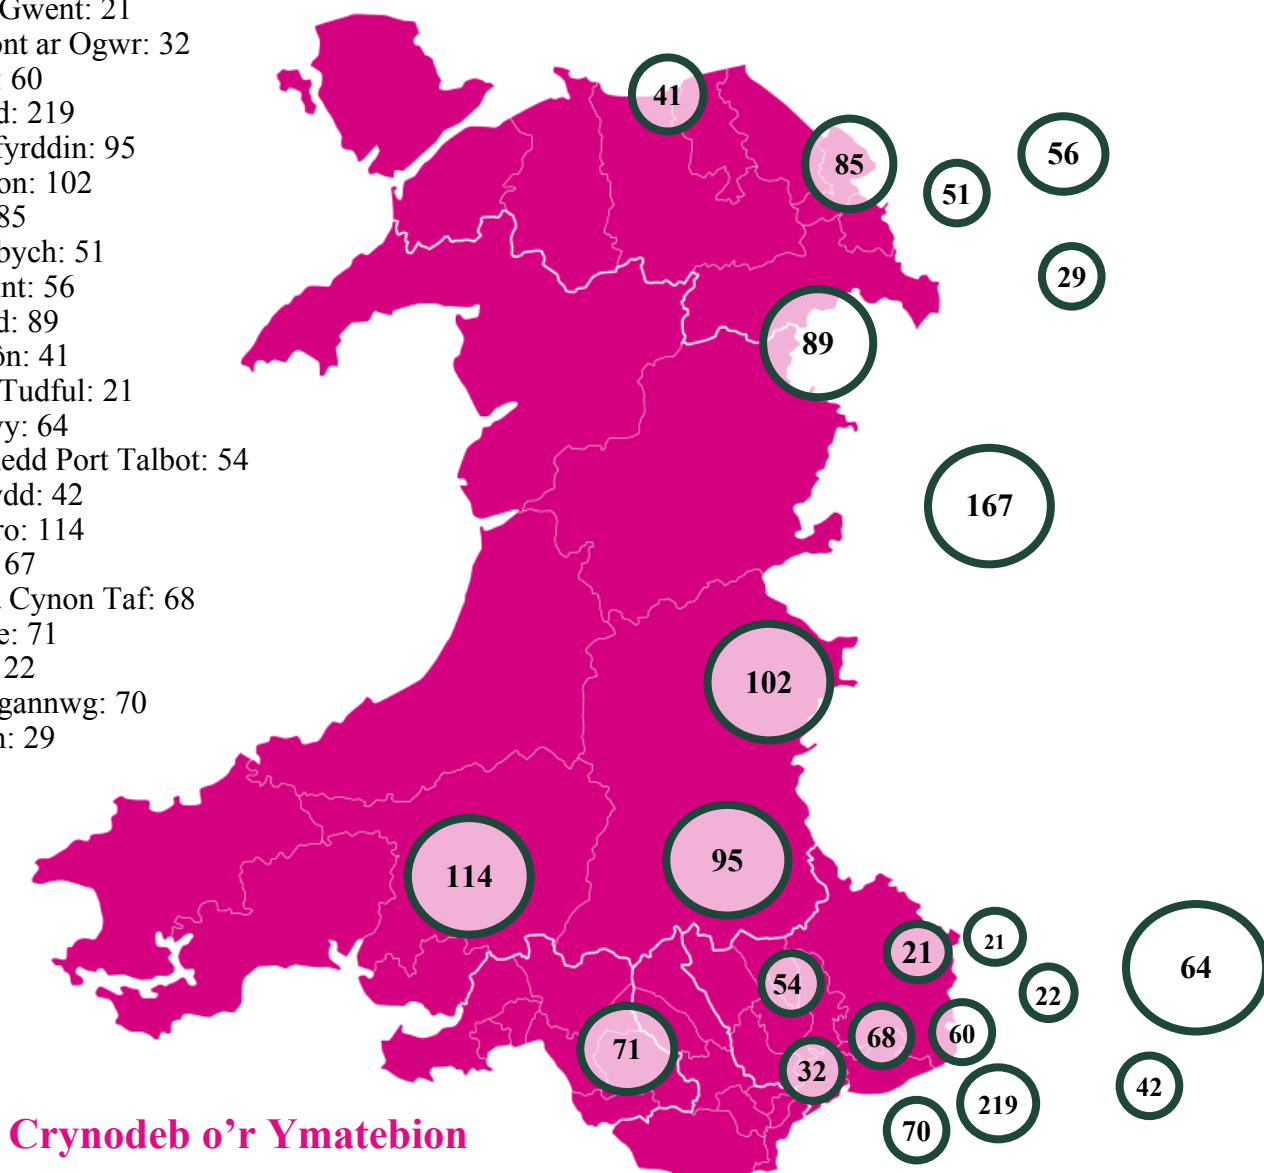 Gwent: 21
ont ar Ogwr: 32
: 60
d: 219
fyrddin: 95
on: 102
85
bych: 51
nt: 56
d: 89
ôn: 41
Tudful: 21
y: 64
edd Port Talbot: 54
ydd: 42
ro: 114
67
Cynon Taf: 68
e: 71
22
gannwg: 70
n: 29
41
85
56
51
29
89
167
102
95
114
21
21
64
54
22
68
60
71
32
42
219
70
Crynodeb o’r Ymatebion